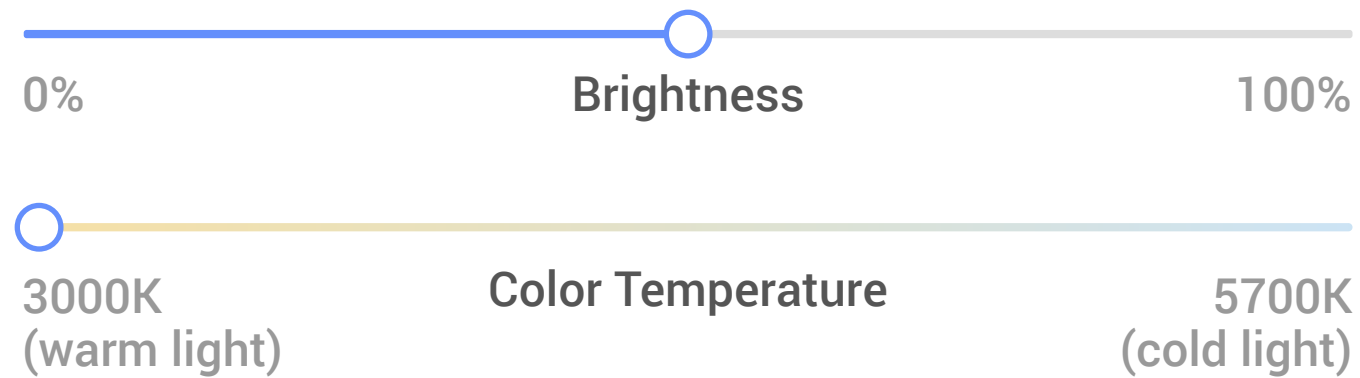 0%
Brightness
100%
3000K
(warm light)
Color Temperature
5700K
(cold light)